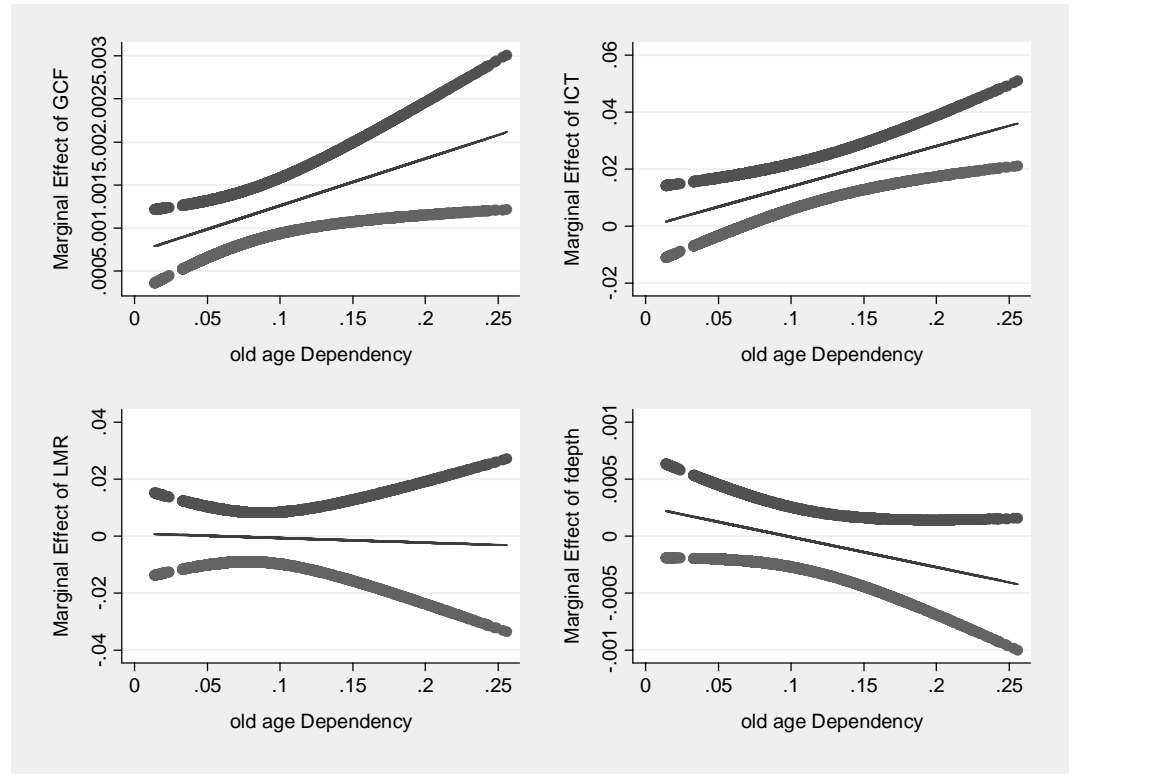 Marginal Effect of GCF
.0005.001.0015.002.0025.003
0 .05 .1 .15 .2 .25
old age Dependency
Marginal Effect of ICT
-.02 0 .02 .04 .06
0 .05 .1 .15 .2 .25
old age Dependency
Marginal Effect of LMR
-.04 -.02 0 .02 .04
0 .05 .1 .15 .2 .25
old age Dependency
Marginal Effect of fdepth
-.001 -.0005 0 .0005 .001
0 .05 .1 .15 .2 .25
old age Dependency